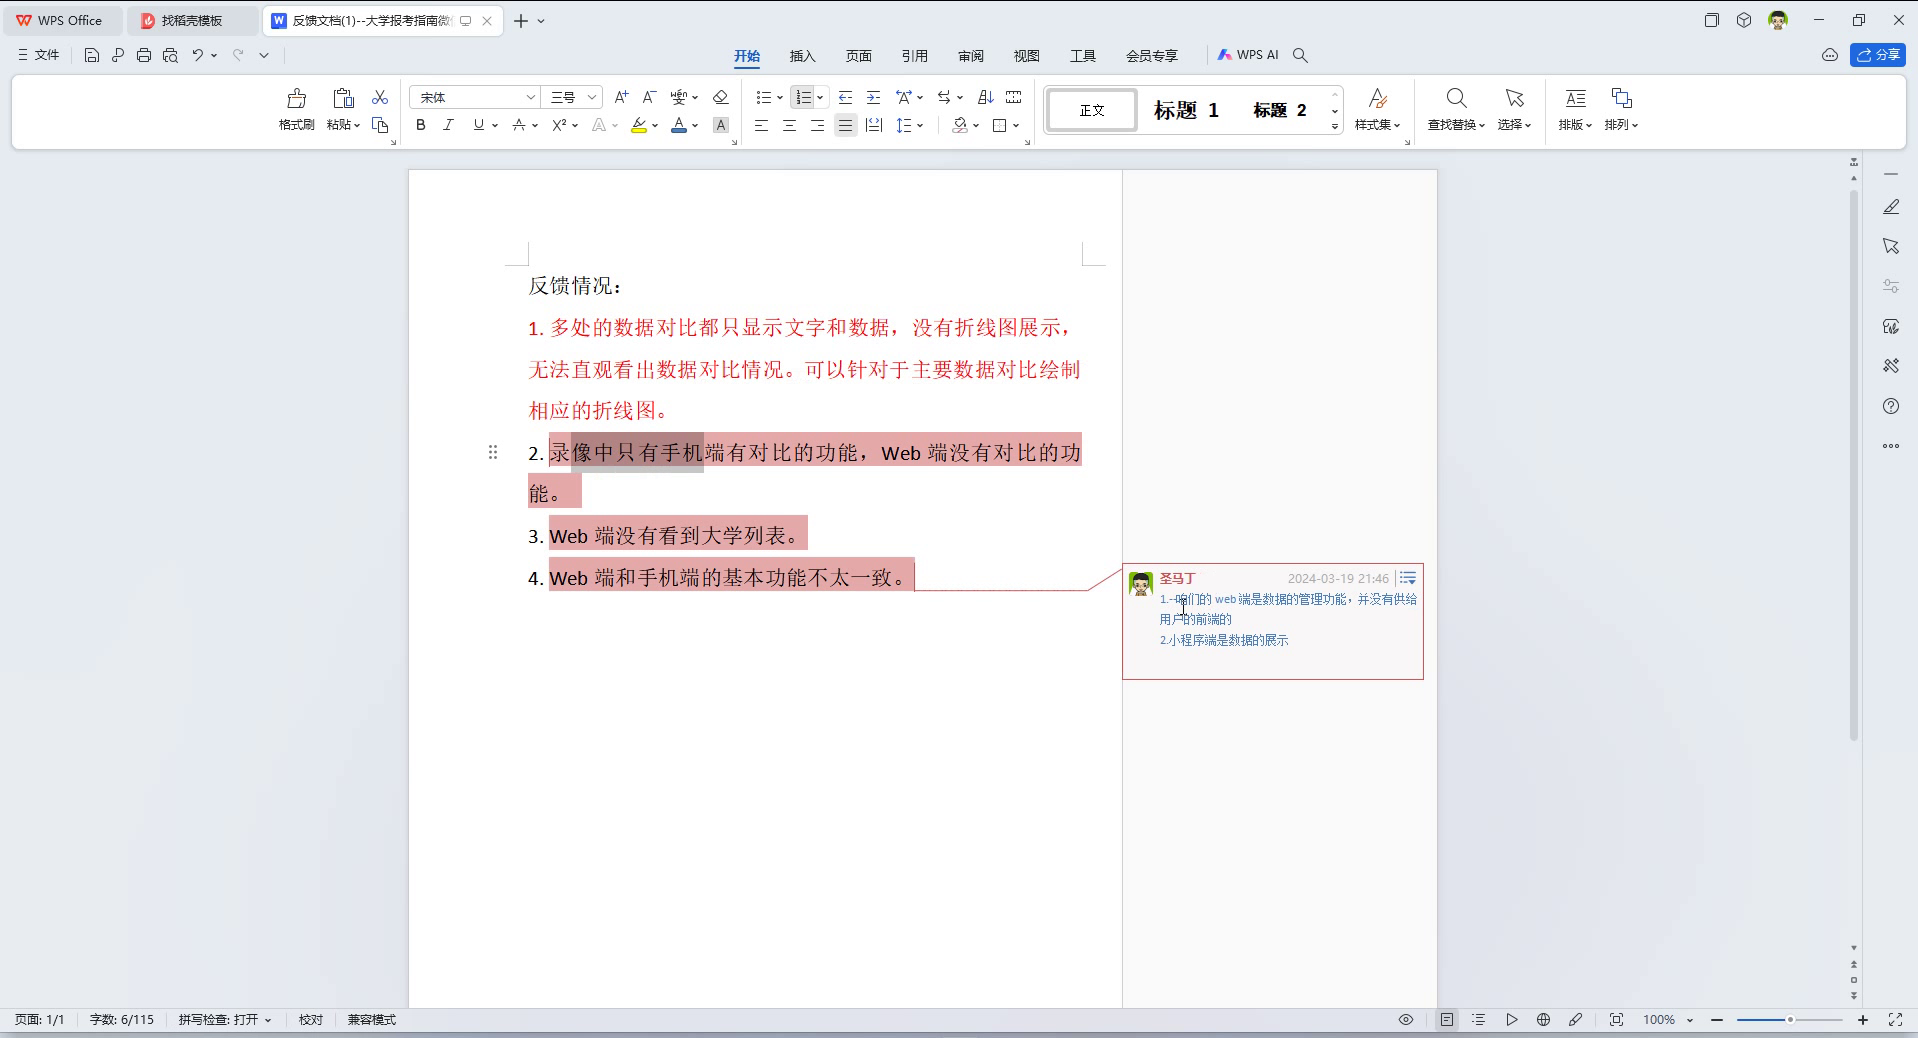 WPS Office
找稻壳模板
反馈文档(1)--大学报考指南微信
文件
开始
插入
页面
引用
审阅
视图
工具
会员专享
WPS AI
分享
格式刷
粘贴
宋体
三号
正文
标题 1
标题 2
样式集
查找替换
选择
排版
排列
反馈情况：
1. 多处的数据对比都只显示文字和数据，没有折线图展示，
无法直观看出数据对比情况。可以针对于主要数据对比绘制
相应的折线图。
2. 录像中只有手机端有对比的功能，Web 端没有对比的功
能。
3. Web 端没有看到大学列表。
4. Web 端和手机端的基本功能不太一致。
圣马丁
2024-03-19 21:46
1.--咱们的 web 端是数据的管理功能，并没有供给
用户的前端的
2.小程序端是数据的展示
页面: 1/1
字数: 6/115
拼写检查: 打开
校对
兼容模式
100%